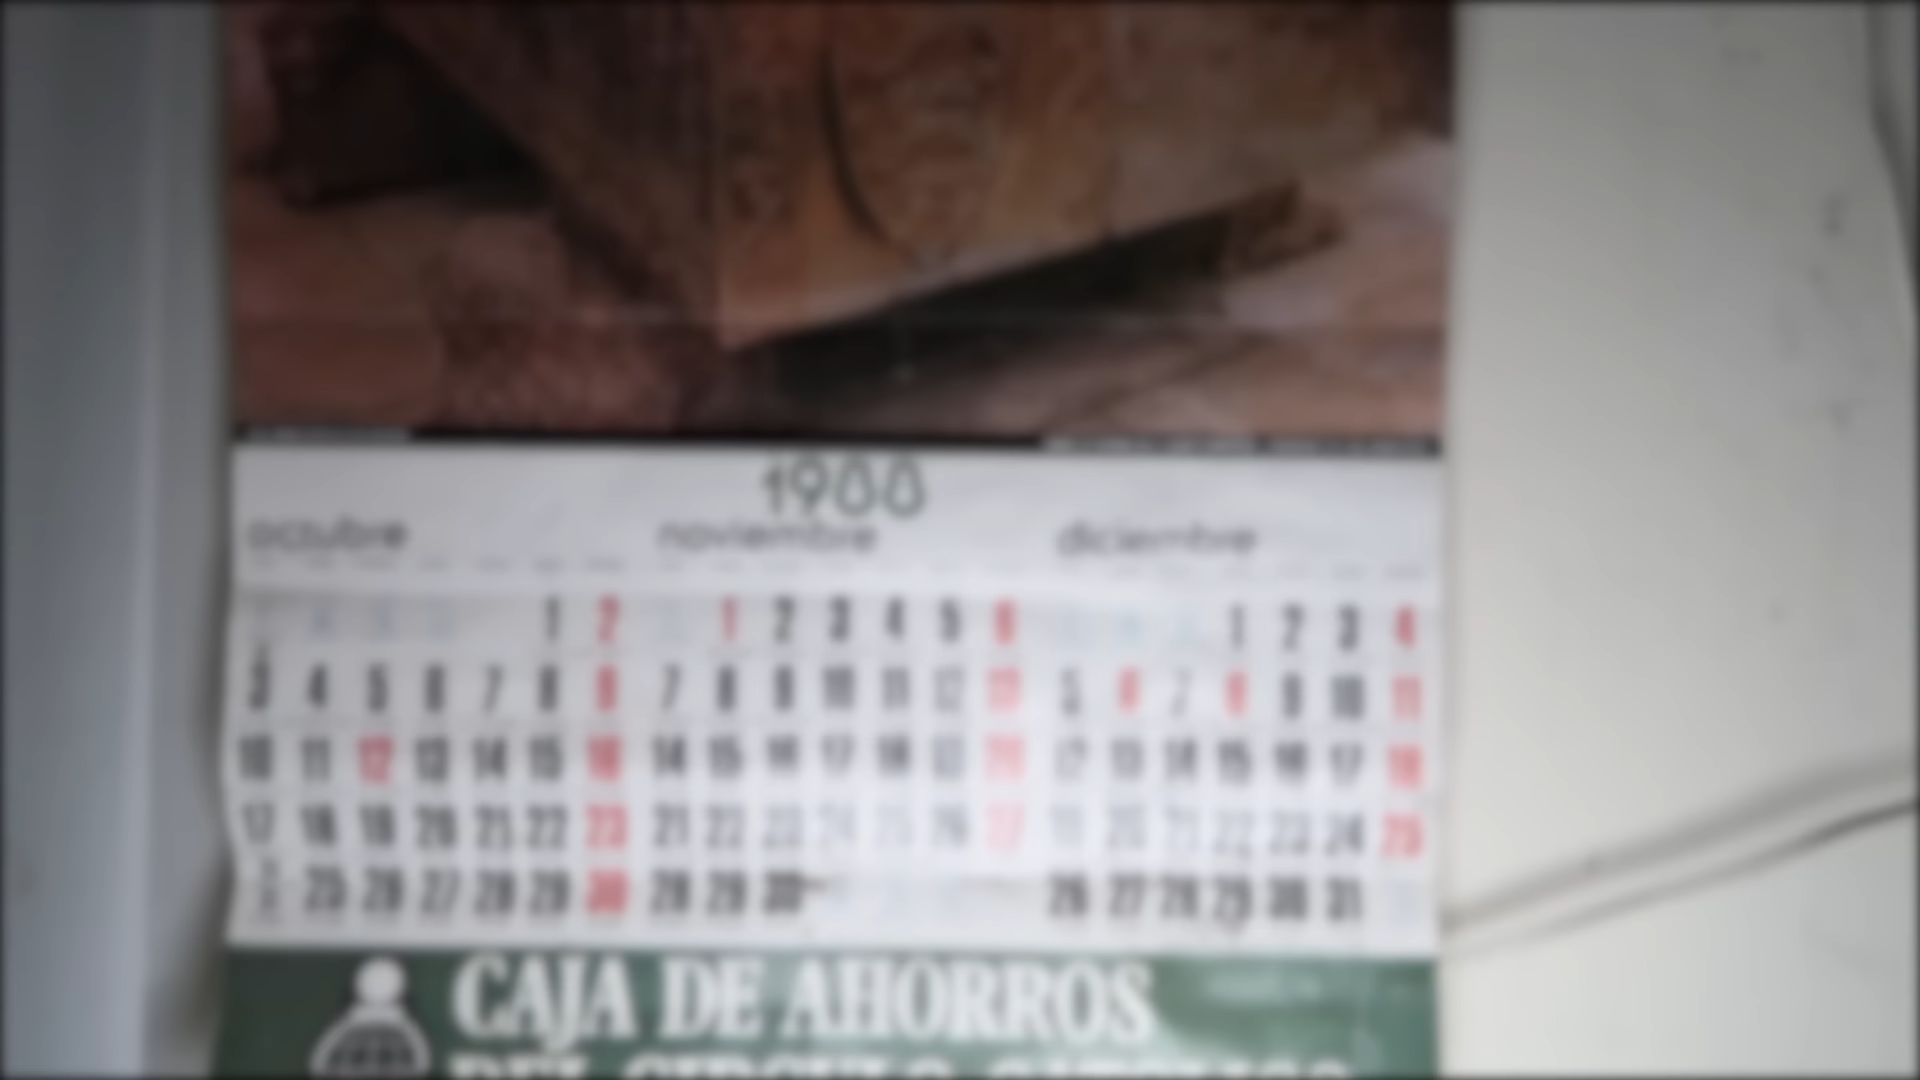 1988
octubre noviembre diciembre
1 2 1 2 3 4 5 6 1 2 3 4
3 4 5 6 7 8 9 7 8 9 10 11 12 13 5 6 7 8 9 10 11
10 11 12 13 14 15 16 14 15 16 17 18 19 20 12 13 14 15 16 17 18
17 18 19 20 21 22 23 21 22 23 24 25 26 27 19 20 21 22 23 24 25
25 26 27 28 29 30 28 29 30 26 27 28 29 30 31
CAJA DE AHORROS
DEL CIRCULO CATOLICO